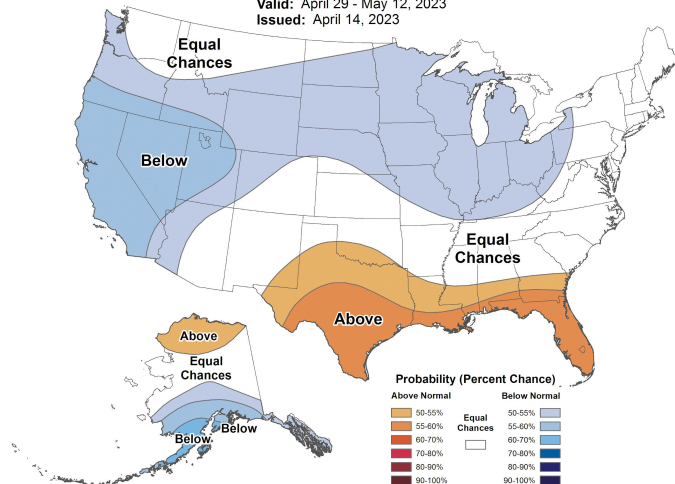 Valid: April 29 - May 12, 2023
Issued: April 14, 2023
Equal
Chances
Below
Equal
Chances
Above
Above
Equal
Chances
Below
Below
Probability (Percent Chance)
Above Normal
Below Normal
Equal
Chances
50-55%
55-60%
60-70%
70-80%
80-90%
90-100%
50-55%
55-60%
60-70%
70-80%
80-90%
90-100%